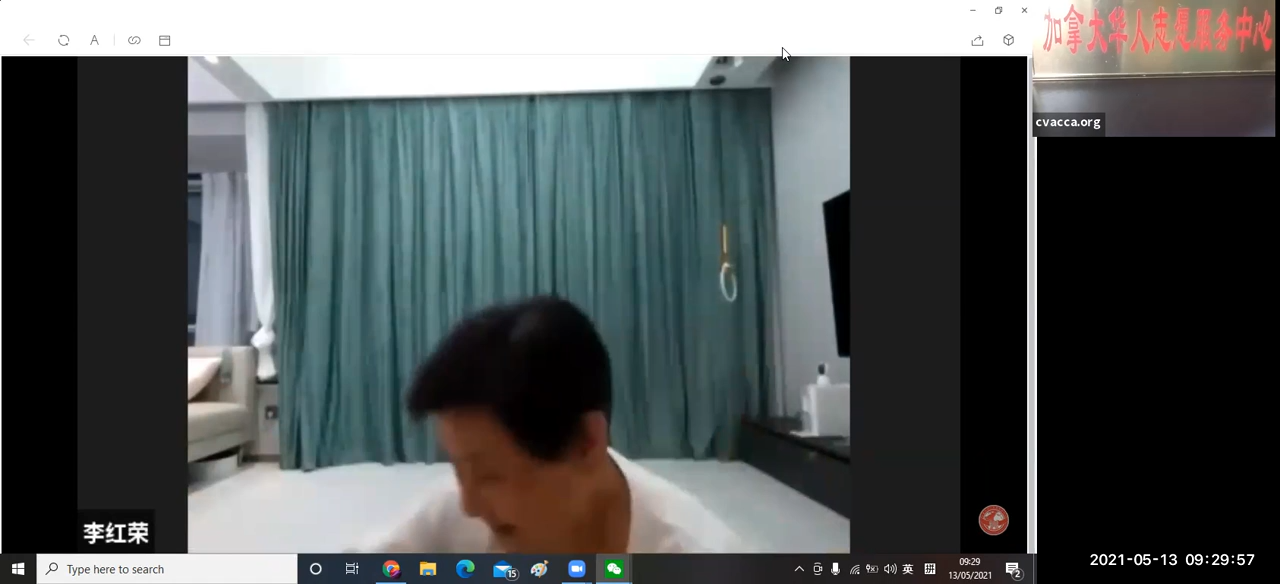 A
加拿大华人志愿服务中心
cvacca.org
李红荣
Type here to search
15
英
拼
09:29
13/05/2021
2
2021-05-13 09:29:57